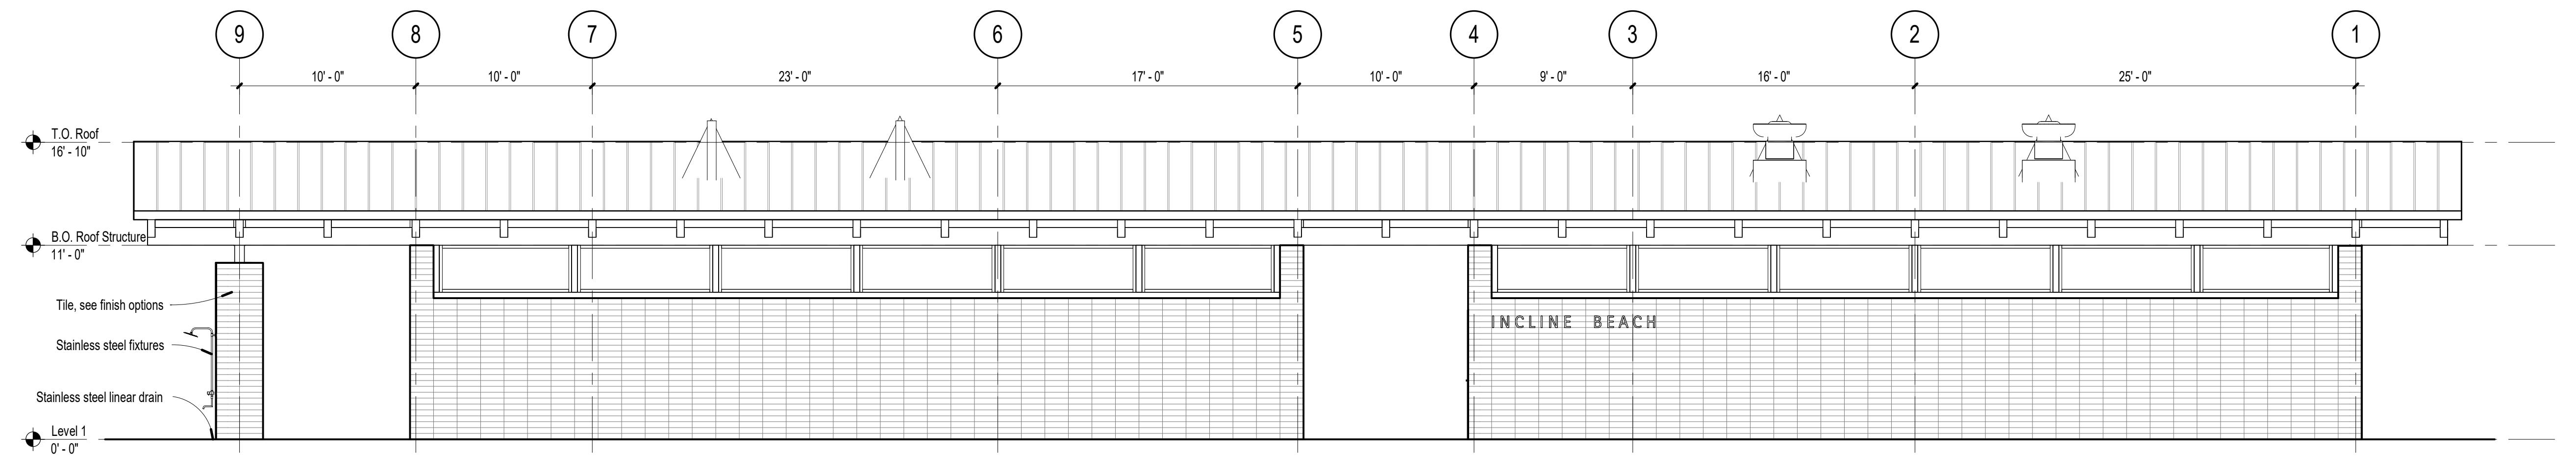 9 8 7 6 5 4 3 2 1
10' - 0" 10' - 0" 23' - 0" 17' - 0" 10' - 0" 9' - 0" 16' - 0" 25' - 0"
T.O. Roof
16' - 10"
B.O. Roof Structure
11' - 0"
Tile, see finish options
INCLINE BEACH
Stainless steel fixtures
Stainless steel linear drain
Level 1
0' - 0"